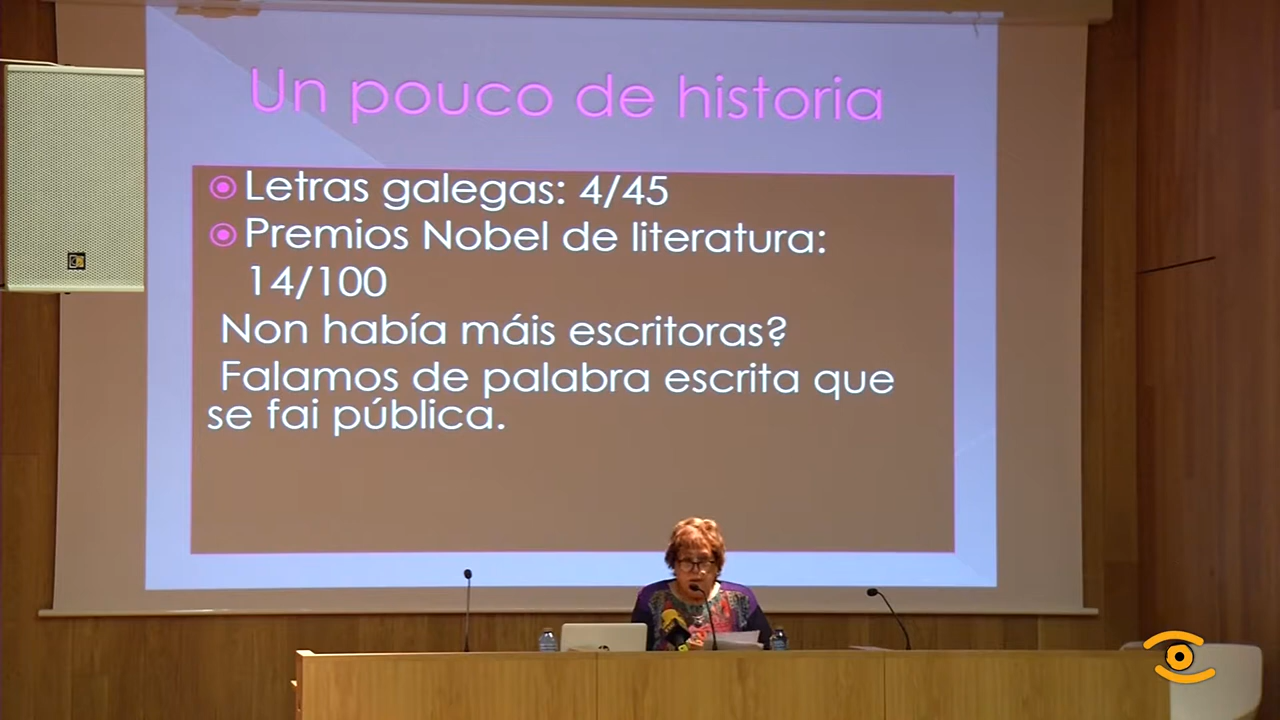 Un pouco de historia
Letras galegas: 4/45
Premios Nobel de literatura:
14/100
Non había máis escritoras?
Falamos de palabra escrita que
se fai pública.